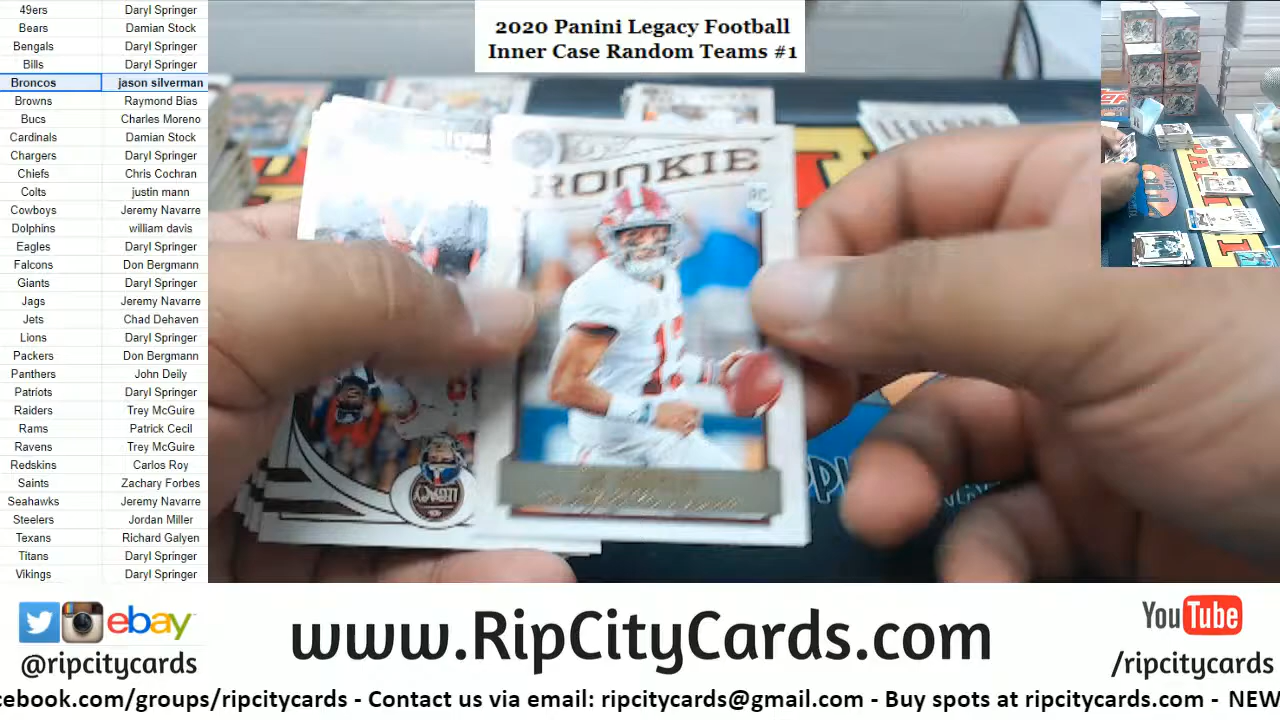 49ers Daryl Springer
Bears Damian Stock
Bengals Daryl Springer
Bills Daryl Springer
Broncos jason silverman
Browns Raymond Bias
Bucs Charles Moreno
Cardinals Damian Stock
Chargers Daryl Springer
Chiefs Chris Cochran
Colts justin mann
Cowboys Jeremy Navarre
Dolphins william davis
Eagles Daryl Springer
Falcons Don Bergmann
Giants Daryl Springer
Jags Jeremy Navarre
Jets Chad Dehaven
Lions Daryl Springer
Packers Don Bergmann
Panthers John Deily
Patriots Daryl Springer
Raiders Trey McGuire
Rams Patrick Cecil
Ravens Trey McGuire
Redskins Carlos Roy
Saints Zachary Forbes
Seahawks Jeremy Navarre
Steelers Jordan Miller
Texans Richard Galyen
Titans Daryl Springer
Vikings Daryl Springer
2020 Panini Legacy Football
Inner Case Random Teams #1
ROOKIE
RC
13
LEGACY
ebay
@ripcitycards
www.RipCityCards.com
YouTube
/ripcitycards
cebook.com/groups/ripcitycards - Contact us via email: ripcitycards@gmail.com - Buy spots at ripcitycards.com - NEW